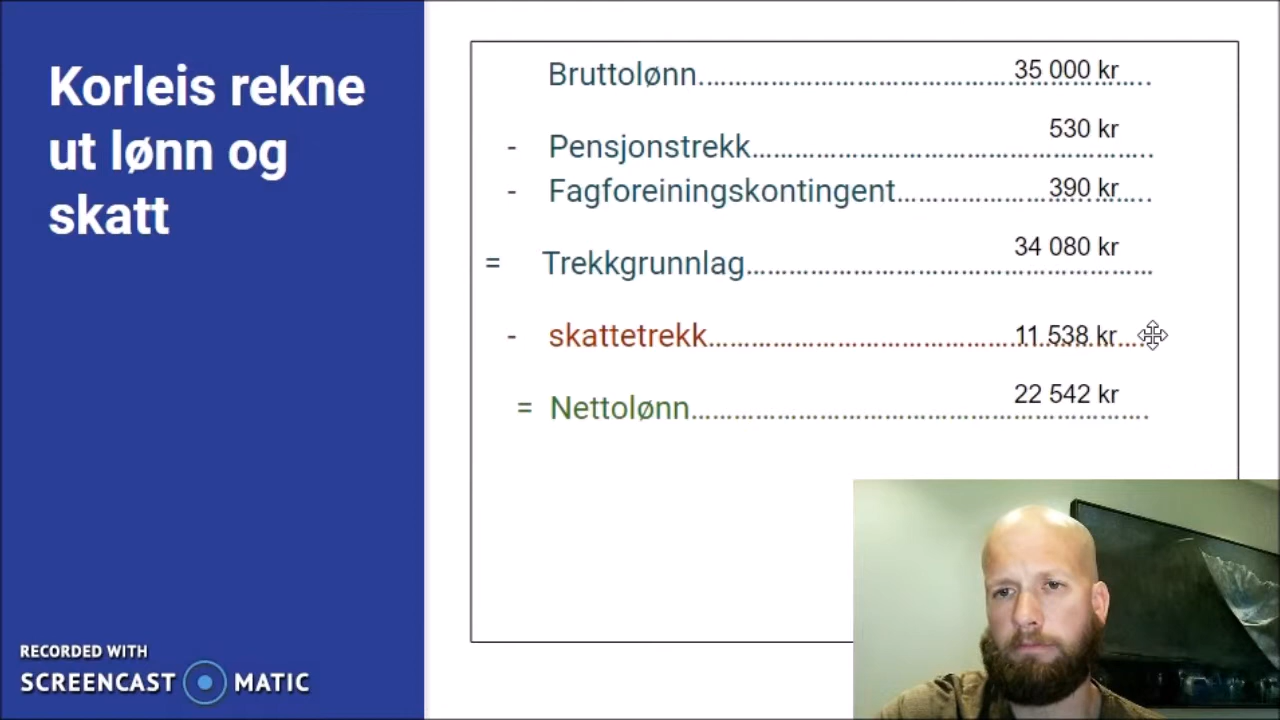 Korleis rekne
ut lønn og
skatt
Bruttolønn……………………………………………………….. 35 000 kr
- Pensjonstrekk………………………………………………….. 530 kr
- Fagforeiningskontingent…………………………….. 390 kr
= Trekkgrunnlag………………………………………………… 34 080 kr
- skattetrekk…………………………………………………….. 11 538 kr
= Nettolønn………………………………………………………. 22 542 kr
RECORDED WITH
SCREENCAST MATIC